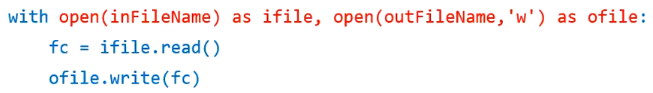 with open(inFileName) as ifile, open(outFileName,'w') as ofile:
    fc = ifile.read()
    ofile.write(fc)